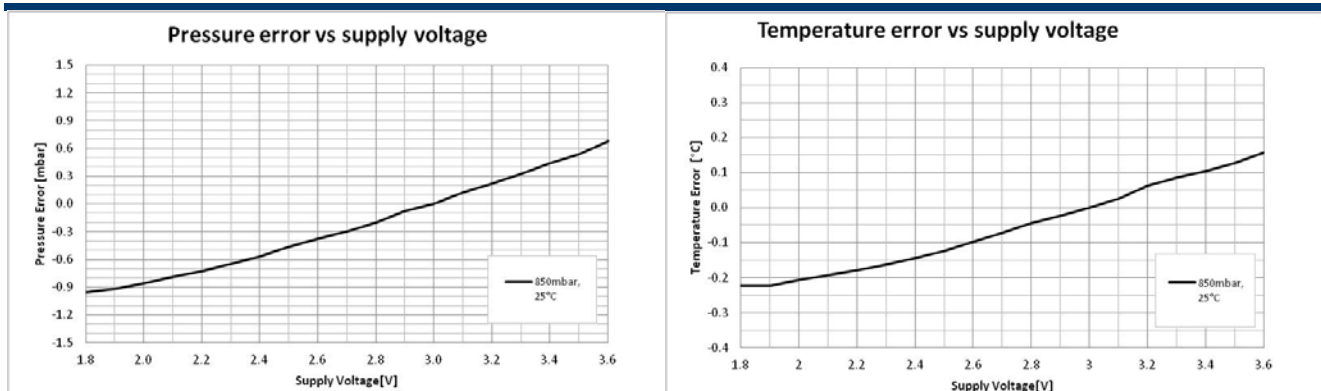 Pressure error vs supply voltage
1.5
1.2
0.9
0.6
0.3
0.0
-0.3
-0.6
-0.9
-1.2
-1.5
Pressure Error [mbar]
850mbar,
25°C
1.8 2.0 2.2 2.4 2.6 2.8 3.0 3.2 3.4 3.6
Supply Voltage[V]
Temperature error vs supply voltage
0.4
0.3
0.2
0.1
0.0
-0.1
-0.2
-0.3
-0.4
Temperature Error [°C]
850mbar,
25°C
1.8 2 2.2 2.4 2.6 2.8 3 3.2 3.4 3.6
Supply Voltage[V]